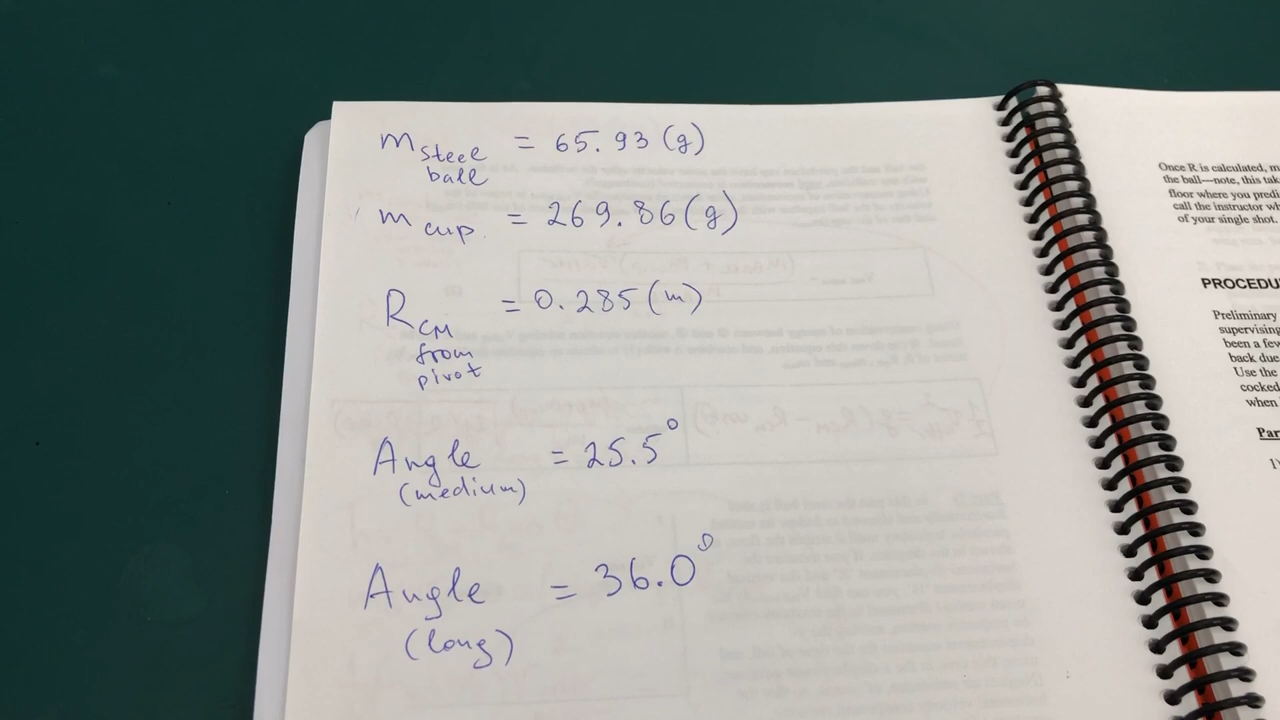 m steel ball = 65.93 (g)
m cup. = 269.86 (g)
R CM from pivot = 0.285 (m)
Angle (medium) = 25.5°
Angle (long) = 36.0°
Once R is calculated, m
the ball—note, this tak
floor where you predi
call the instructor wh
of your single shot.
PROCEDU
Preliminary
supervising
been a few
back due
Use the
cocked
when
Par
1)